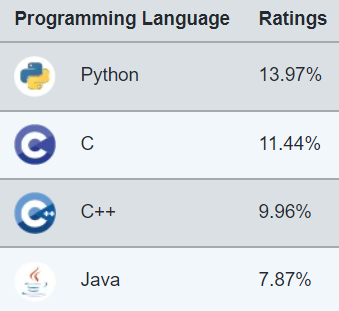 Programming Language Ratings
Python 13.97%
C 11.44%
C++ 9.96%
Java 7.87%